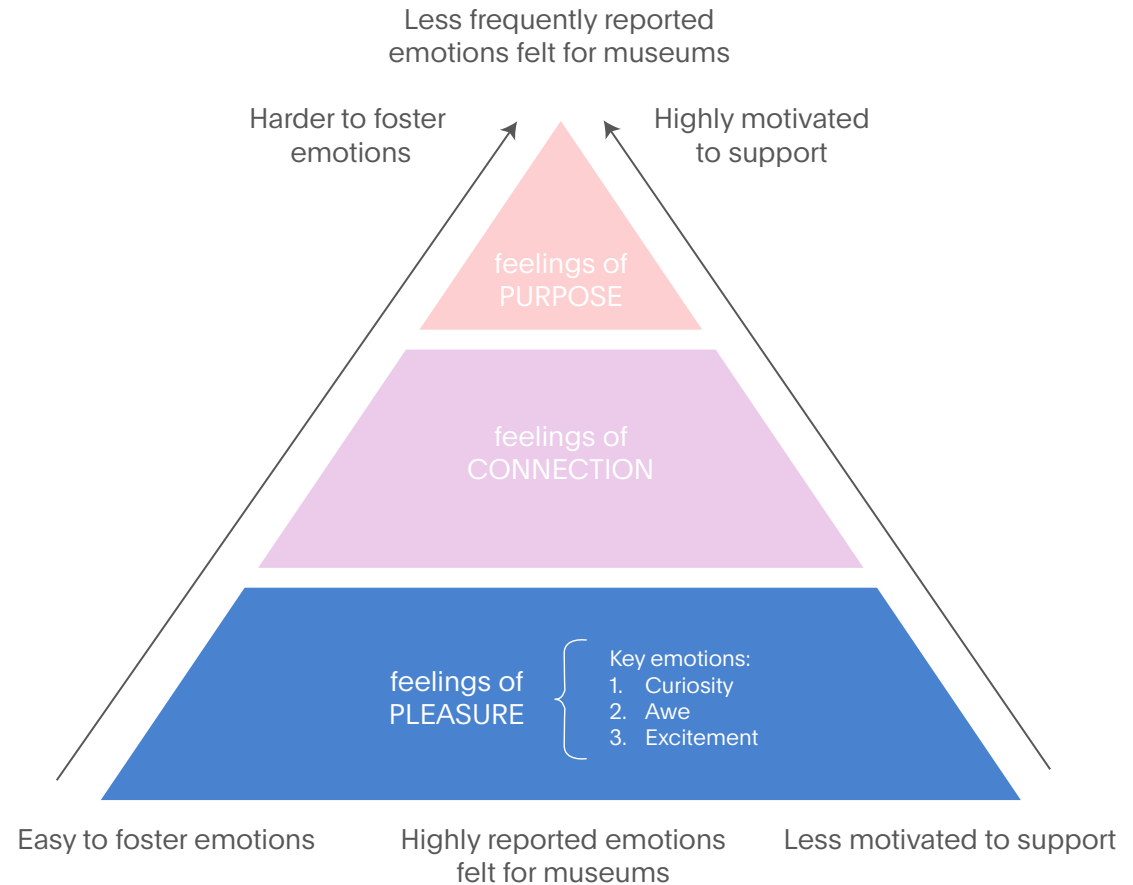 Less frequently reported
emotions felt for museums
Harder to foster
emotions
Highly motivated
to support
feelings of
PURPOSE
feelings of
CONNECTION
feelings of
PLEASURE
Key emotions:
1. Curiosity
2. Awe
3. Excitement
Easy to foster emotions
Highly reported emotions
felt for museums
Less motivated to support